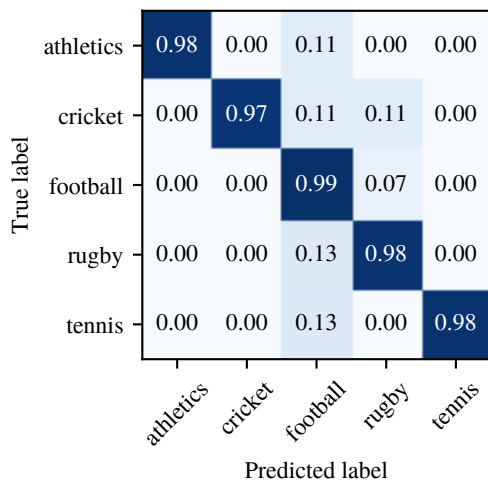 True label
athletics 0.98 0.00 0.11 0.00 0.00
cricket 0.00 0.97 0.11 0.11 0.00
football 0.00 0.00 0.99 0.07 0.00
rugby 0.00 0.00 0.13 0.98 0.00
tennis 0.00 0.00 0.13 0.00 0.98
athletics cricket football rugby tennis
Predicted label